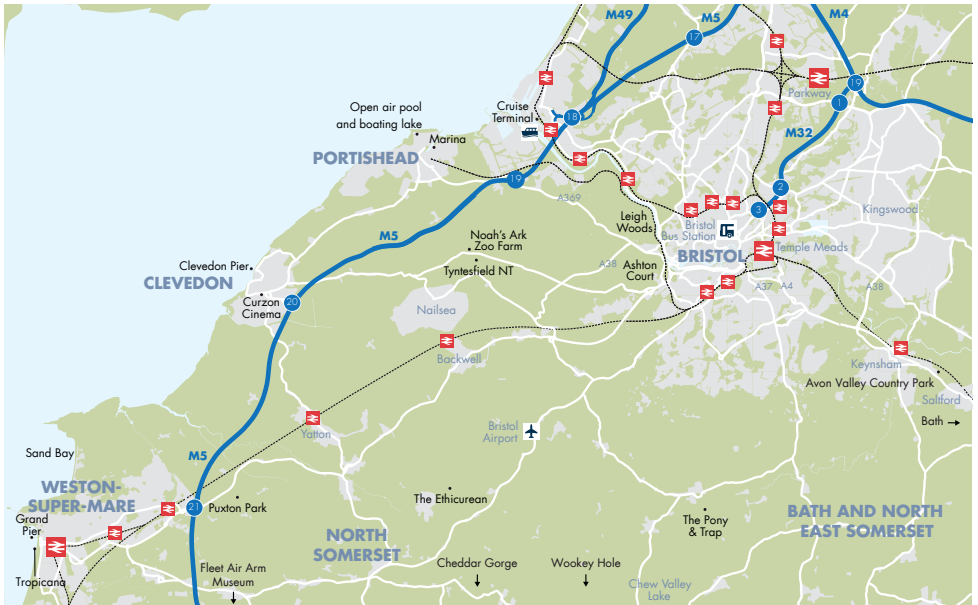 M49
M5
M4
17
19
Parkway
1
Cruise
Terminal
18
M32
Open air pool
and boating lake
Marina
PORTISHEAD
19
A369
2
3
Kingswood
Leigh
Woods
Bristol
Bus Station
BRISTOL
Temple Meads
M5
Noah's Ark
Zoo Farm
Tyntesfield NT
A38
Ashton
Court
A37
A4
A38
Clevedon Pier
CLEVEDON
Curzon
Cinema
20
Nailsea
Backwell
Keynsham
Avon Valley Country Park
Saltford
Bath
Yatton
Bristol
Airport
Sand Bay
M5
WESTON-
SUPER-MARE
21
Puxton Park
The Ethicurean
Grand
Pier
Tropicana
NORTH
SOMERSET
The Pony
& Trap
BATH AND NORTH
EAST SOMERSET
Fleet Air Arm
Museum
Cheddar Gorge
Wookey Hole
Chew Valley
Lake